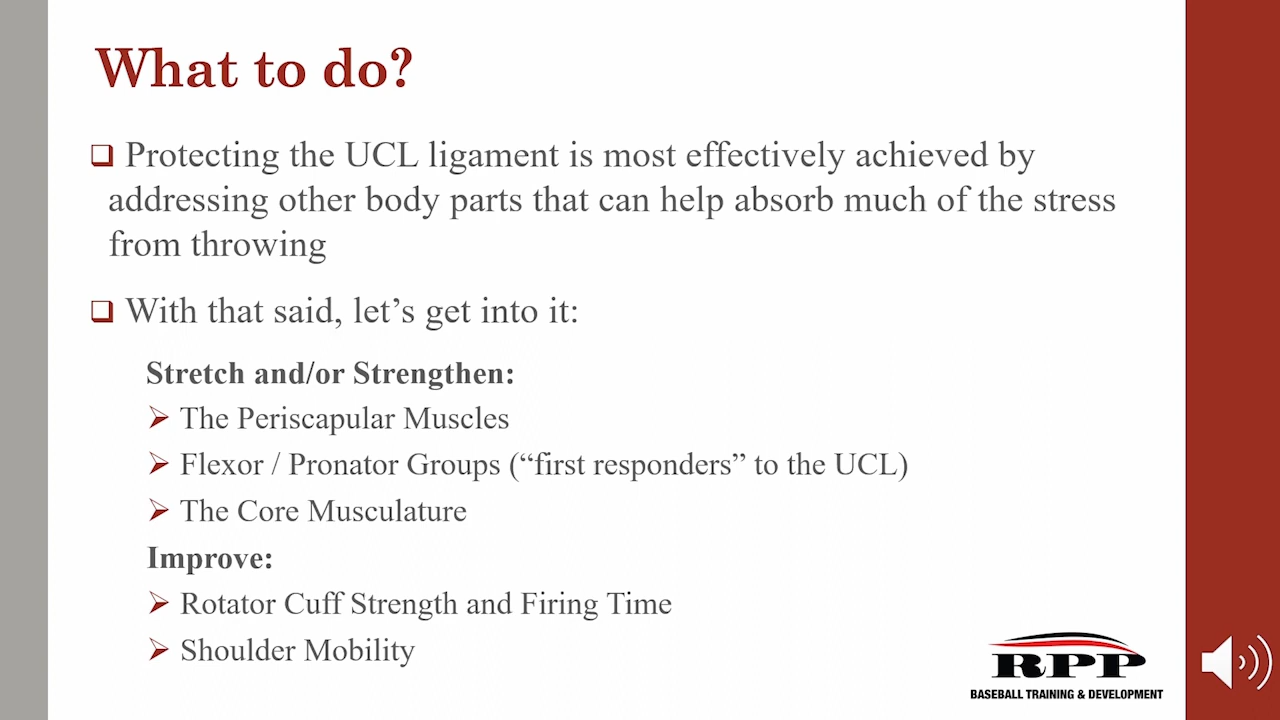 What to do?
Protecting the UCL ligament is most effectively achieved by
addressing other body parts that can help absorb much of the stress
from throwing
With that said, let’s get into it:
Stretch and/or Strengthen:
The Periscapular Muscles
Flexor / Pronator Groups (“first responders” to the UCL)
The Core Musculature
Improve:
Rotator Cuff Strength and Firing Time
Shoulder Mobility
RPP
BASEBALL TRAINING & DEVELOPMENT